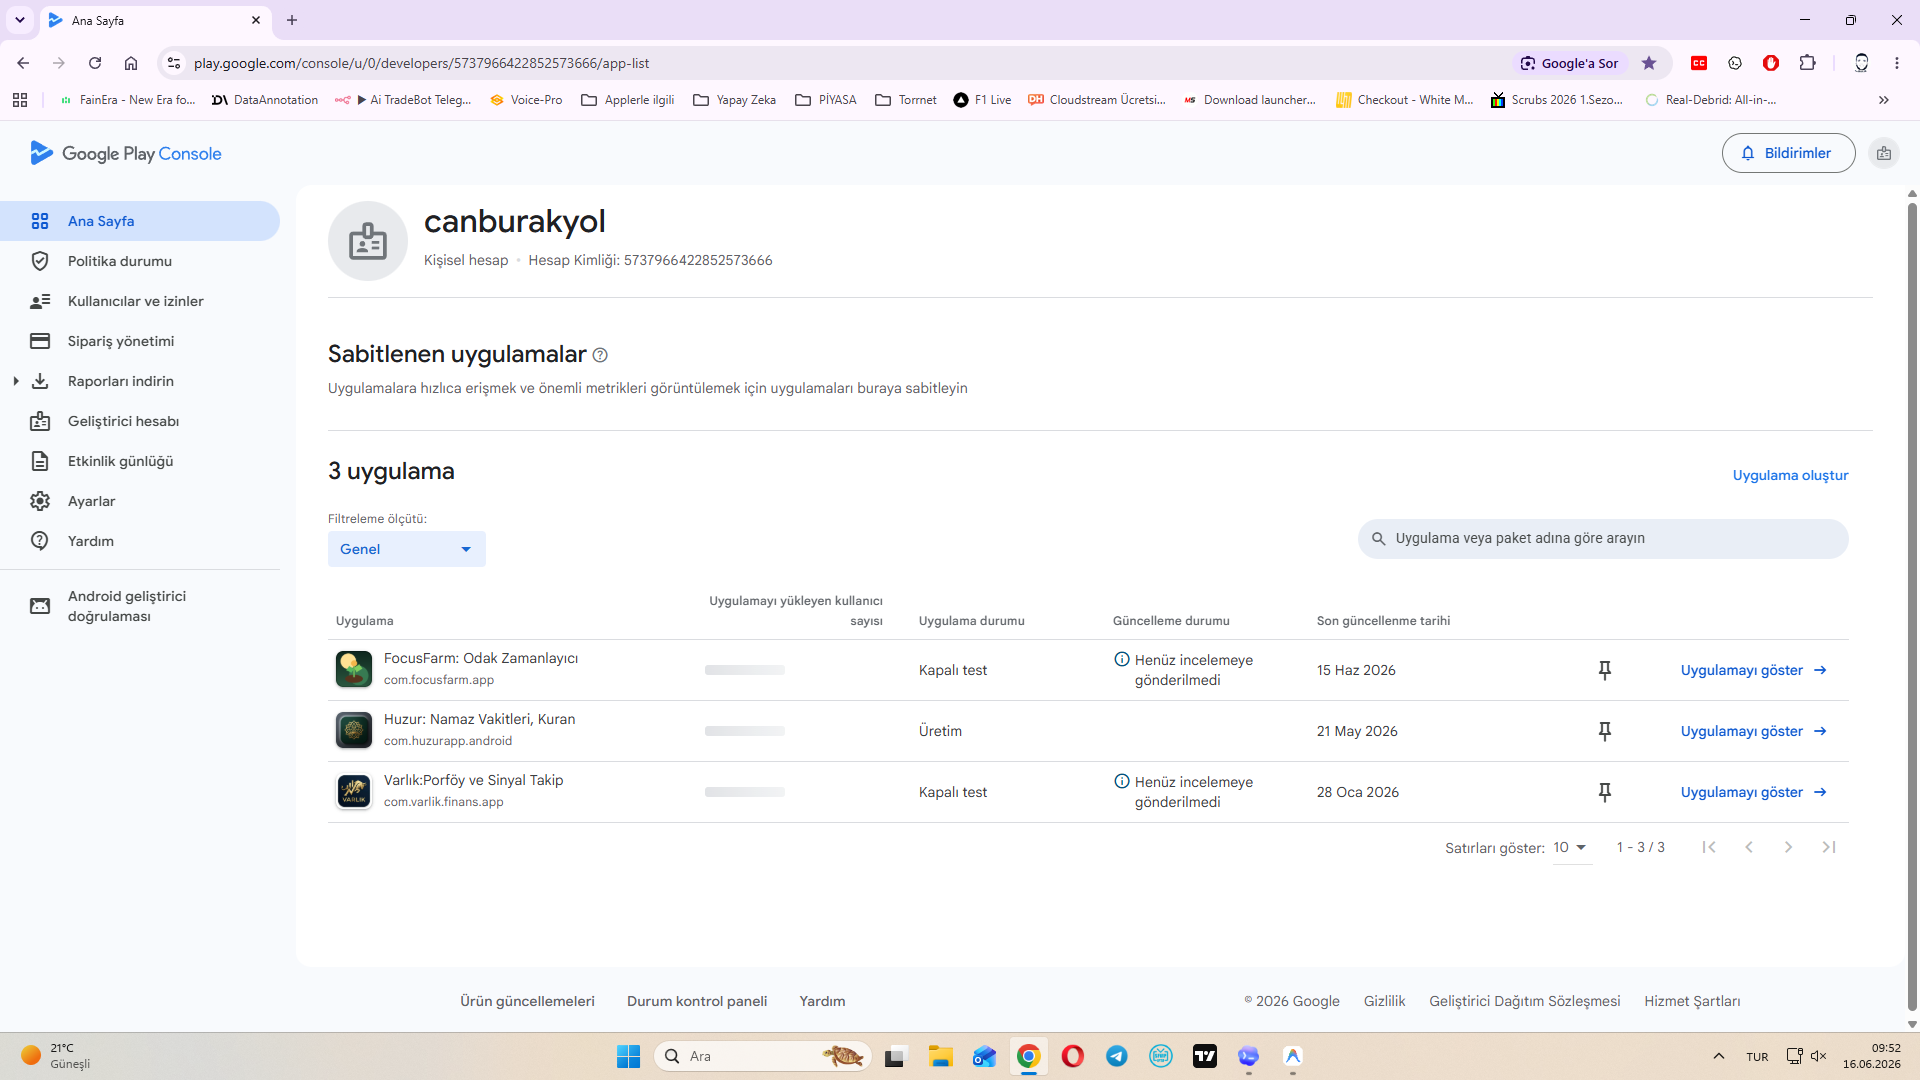 Ana Sayfa
play.google.com/console/u/0/developers/5737966422852573666/app-list
Google'a Sor
FainEra - New Era fo...
DataAnnotation
Ai TradeBot Teleg...
Voice-Pro
Applerle ilgili
Yapay Zeka
PİYASA
Torrnet
F1 Live
Cloudstream Ücretsi...
Download launcher...
Checkout - White M...
Scrubs 2026 1.Sezo...
Real-Debrid: All-in-...
Google Play Console
Bildirimler
Ana Sayfa
Politika durumu
Kullanıcılar ve izinler
Sipariş yönetimi
Raporları indirin
Geliştirici hesabı
Etkinlik günlüğü
Ayarlar
Yardım
Android geliştirici
doğrulaması
canburakyol
Kişisel hesap • Hesap Kimliği: 5737966422852573666
Sabitlenen uygulamalar
Uygulamalara hızlıca erişmek ve önemli metrikleri görüntülemek için uygulamaları buraya sabitleyin
3 uygulama
Uygulama oluştur
Filtreleme ölçütü:
Genel
Uygulama veya paket adına göre arayın
Uygulama
Uygulamayı yükleyen kullanıcı
sayısı
Uygulama durumu
Güncelleme durumu
Son güncellenme tarihi
FocusFarm: Odak Zamanlayıcı
com.focusfarm.app
Kapalı test
Henüz incelemeye
gönderilmedi
15 Haz 2026
Uygulamayı göster
Huzur: Namaz Vakitleri, Kuran
com.huzurapp.android
Üretim
21 May 2026
Uygulamayı göster
VARLIK
Varlık:Porföy ve Sinyal Takip
com.varlik.finans.app
Kapalı test
Henüz incelemeye
gönderilmedi
28 Oca 2026
Uygulamayı göster
Satırları göster: 10
1 - 3 / 3
Ürün güncellemeleri
Durum kontrol paneli
Yardım
© 2026 Google
Gizlilik
Geliştirici Dağıtım Sözleşmesi
Hizmet Şartları
21°C
Güneşli
Ara
TUR
09:52
16.06.2026